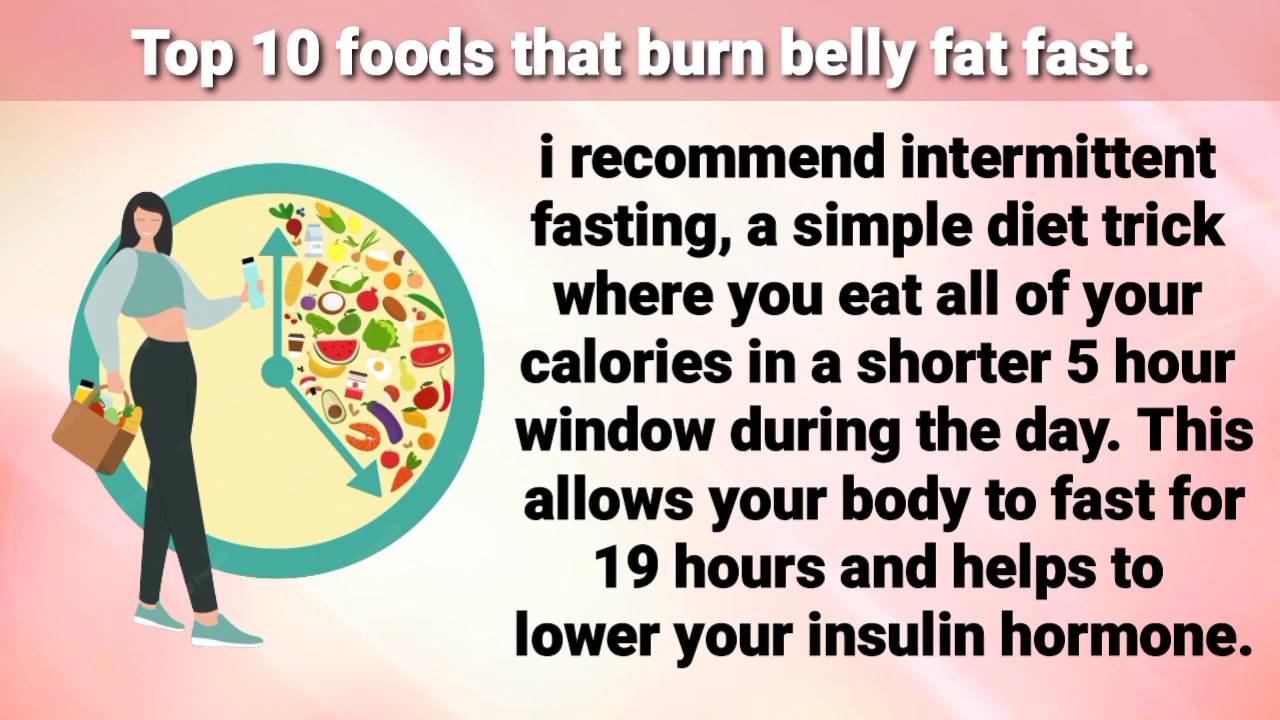 Top 10 foods that burn belly fat fast.
i recommend intermittent
fasting, a simple diet trick
where you eat all of your
calories in a shorter 5 hour
window during the day. This
allows your body to fast for
19 hours and helps to
lower your insulin hormone.